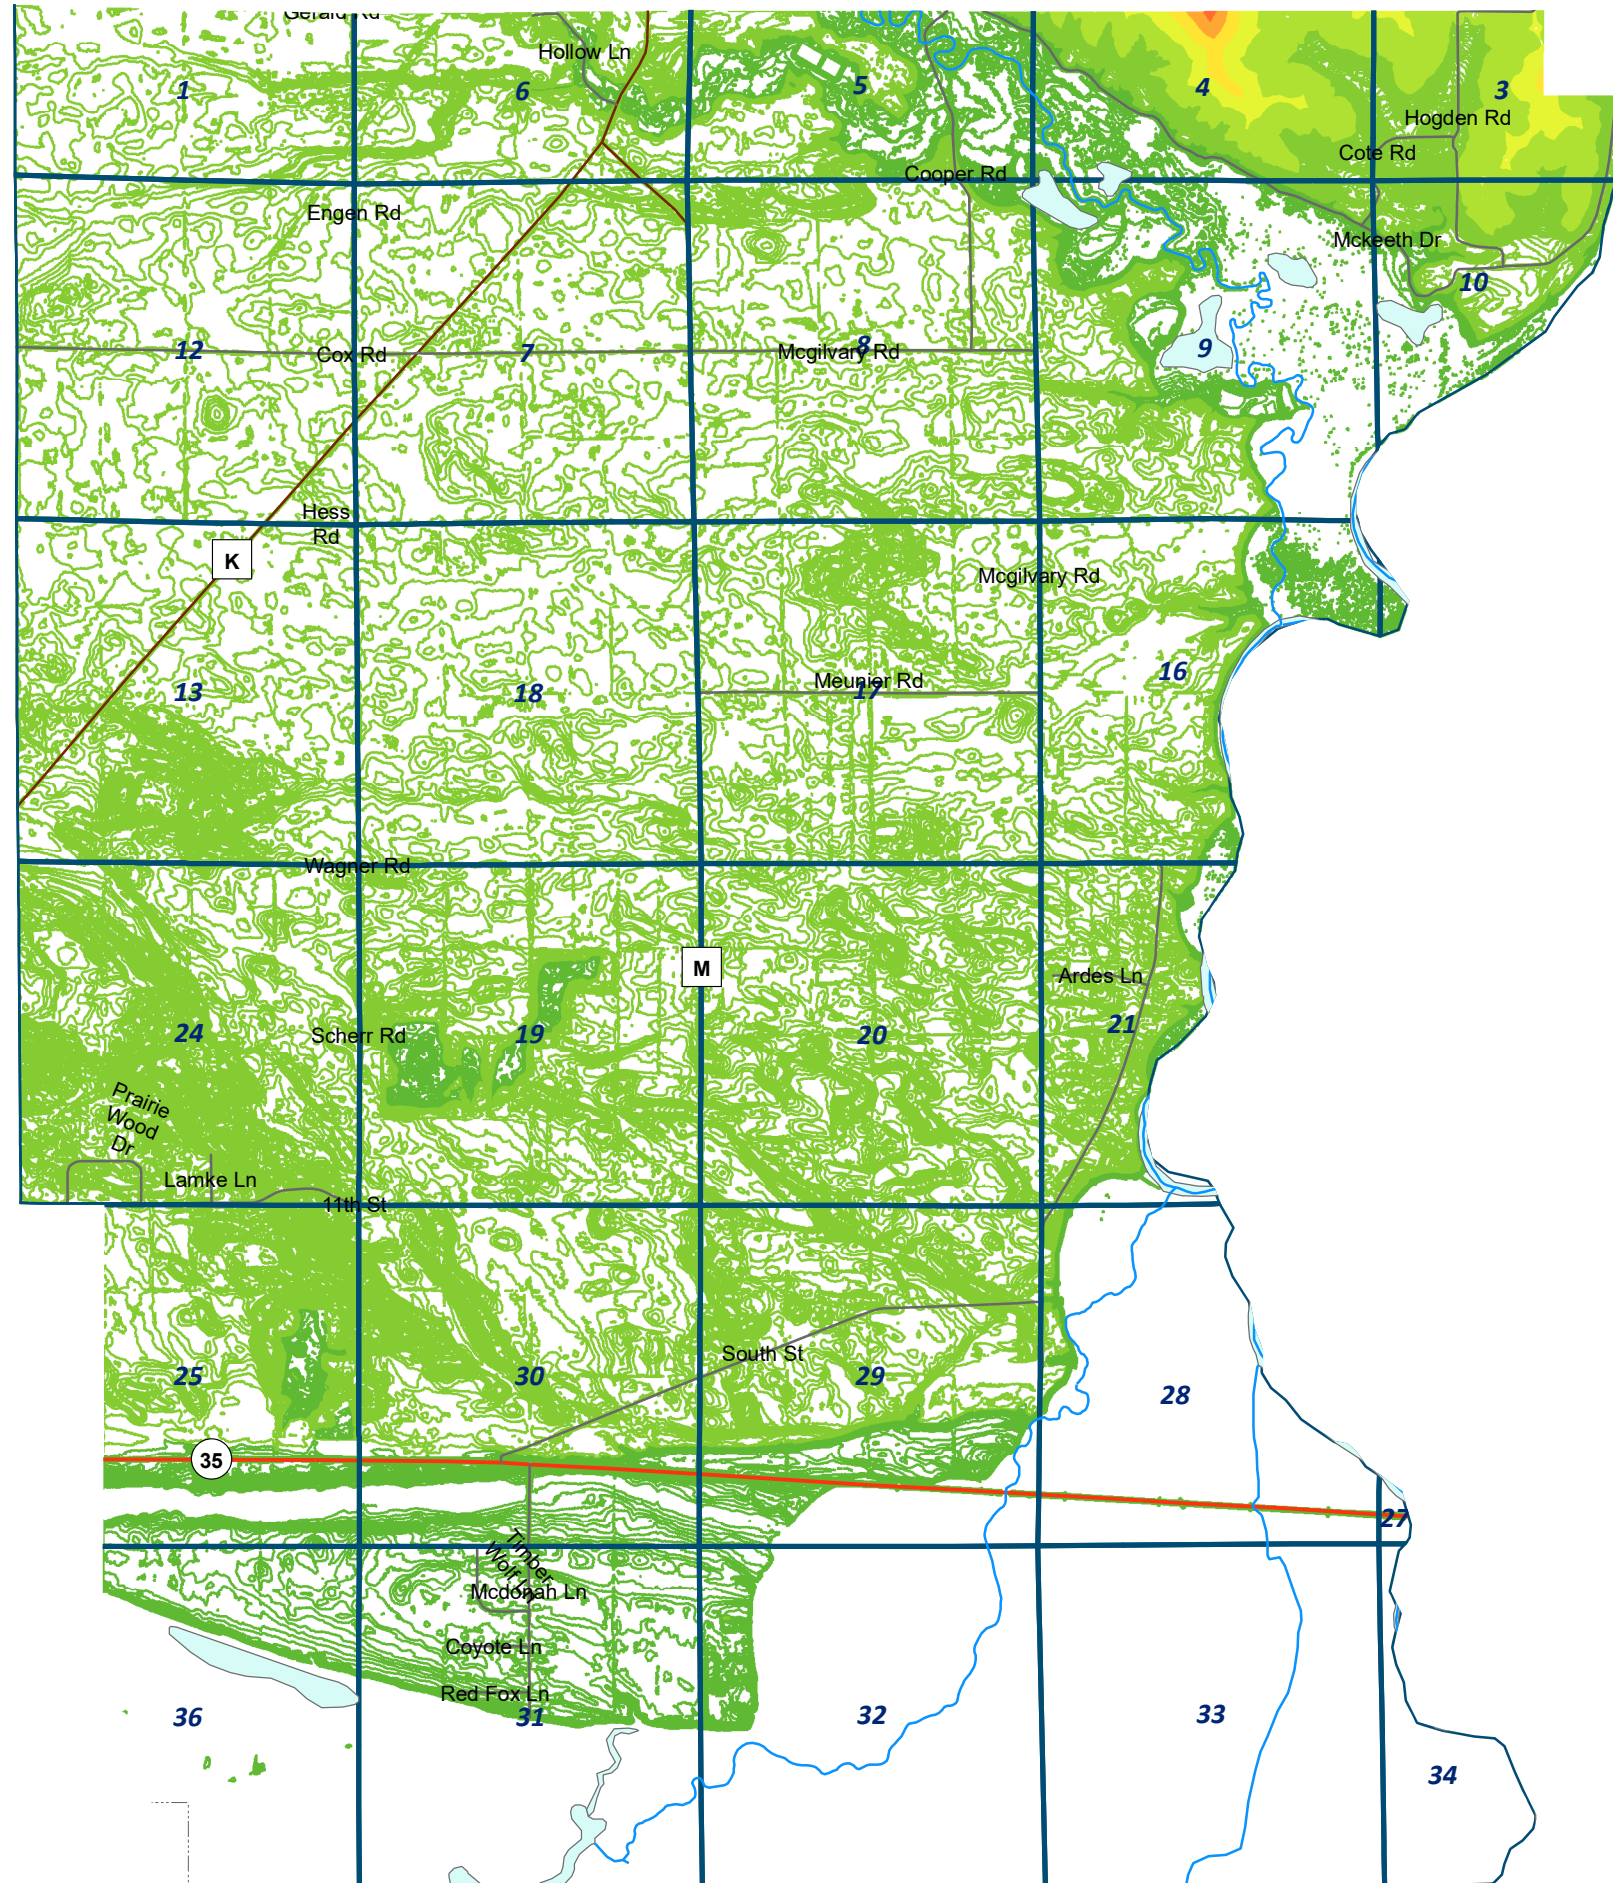 Gerald Rd
Hollow Ln
1
6
5
4
3
Hogden Rd
Cote Rd
Cooper Rd
Engen Rd
Mckeeth Dr
10
12
Cox Rd
7
8
Mcgilvary Rd
9
Hess
Rd
K
Mcgilvary Rd
13
18
Meunier Rd
17
16
Wagner Rd
M
Ardes Ln
24
Scherr Rd
19
20
21
Prairie
Wood
Dr
Lamke Ln
11th St
South St
25
30
29
28
35
27
Timber
Wolf Ln
Mcdonah Ln
Coyote Ln
Red Fox Ln
36
31
32
33
34